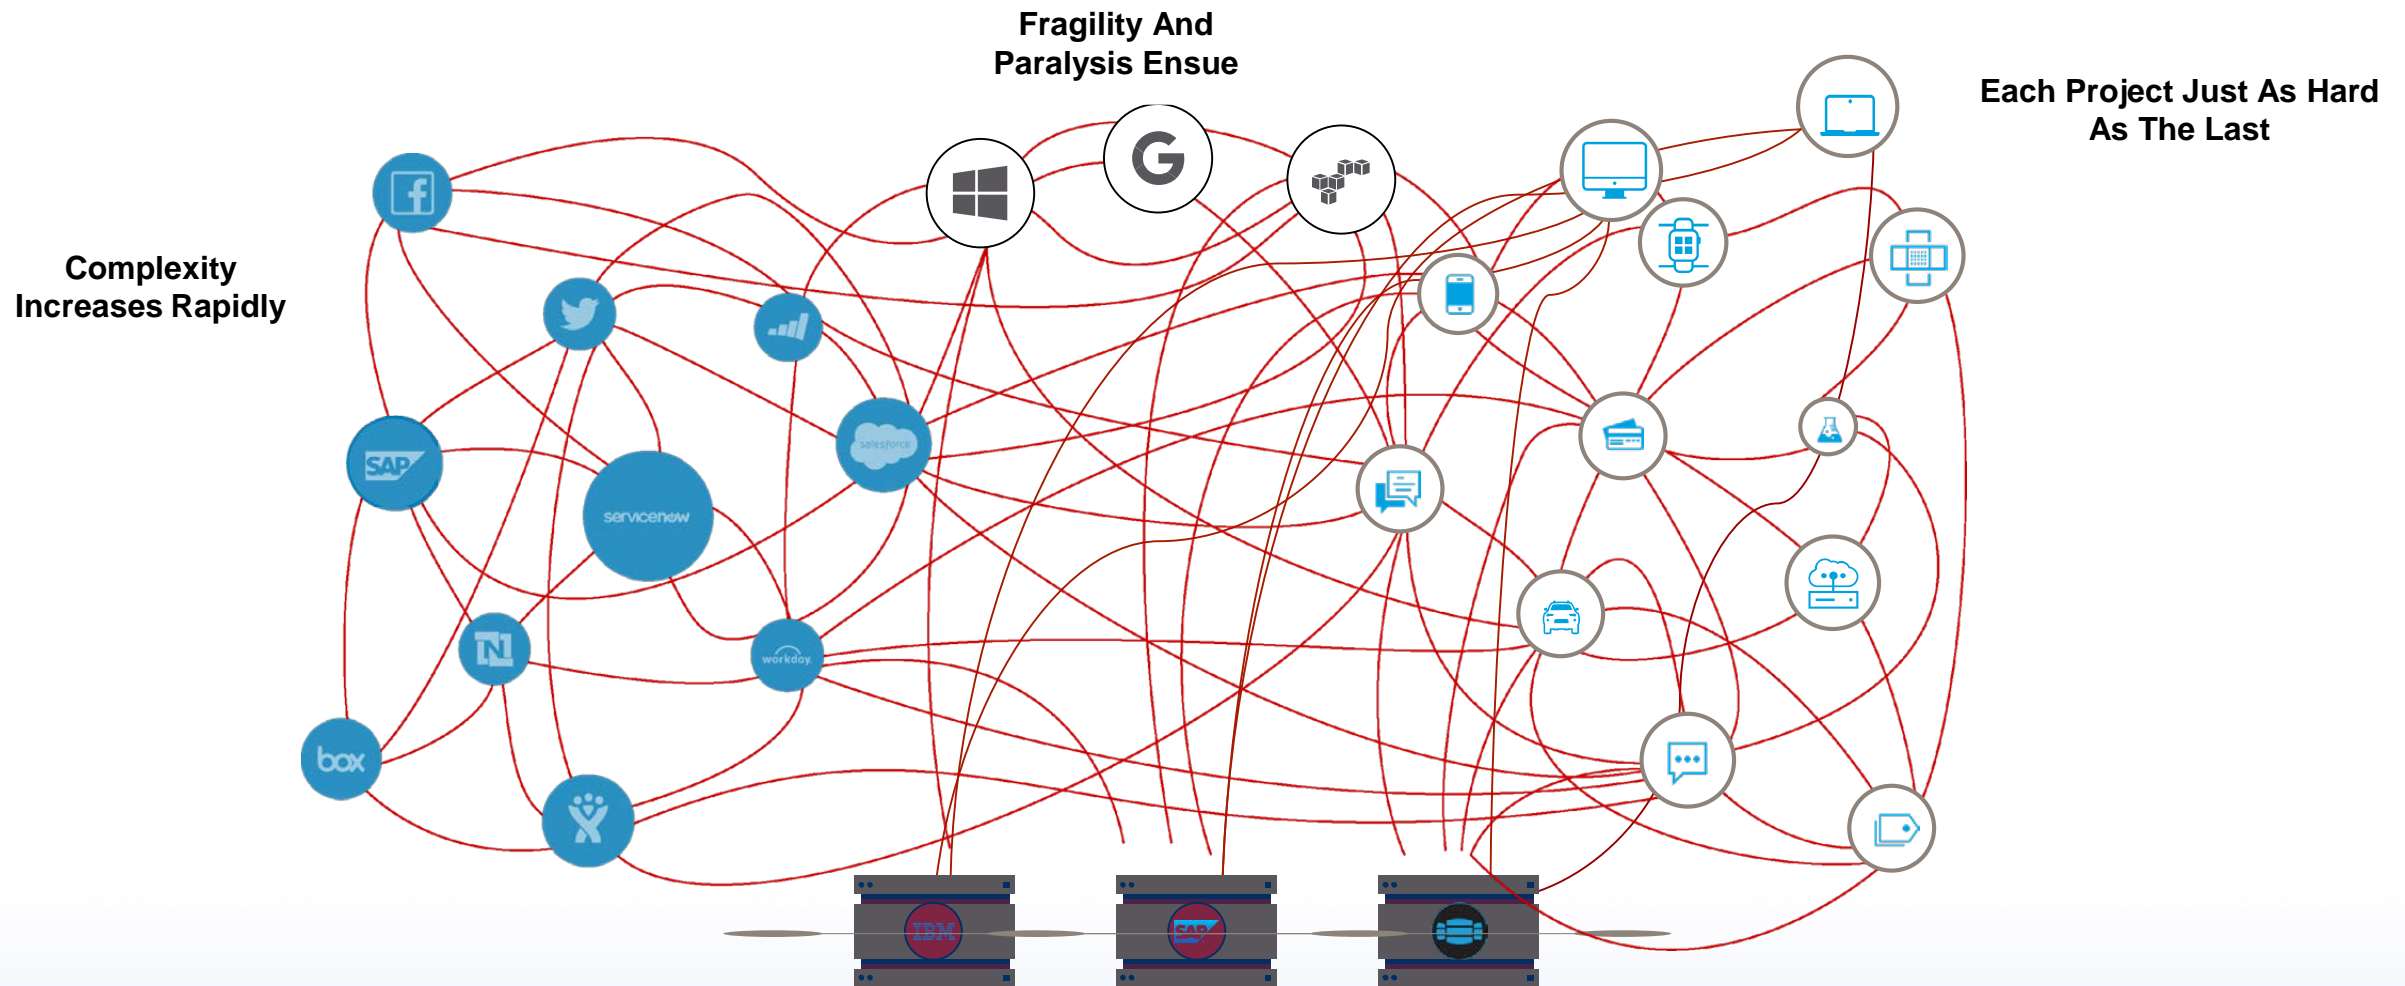 Fragility And
Paralysis Ensue
Each Project Just As Hard
As The Last
Complexity
Increases Rapidly
f
G
salesforce
SAP
servicenow
N
workday.
box
IBM
SAP